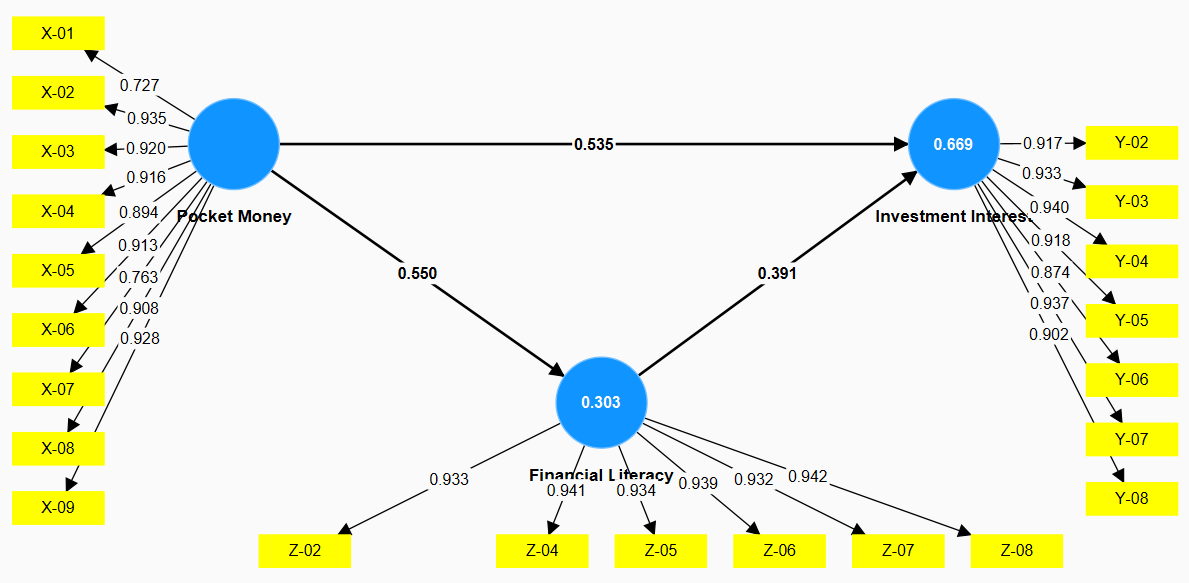 X-01
X-02
X-03
X-04
X-05
X-06
X-07
X-08
X-09
0.727
0.935
0.920
0.916
0.894
0.913
0.763
0.908
0.928
Pocket Money
0.535
0.550
0.391
0.669
Investment Interes.
0.917
0.933
0.940
0.918
0.874
0.937
0.902
Y-02
Y-03
Y-04
Y-05
Y-06
Y-07
Y-08
0.303
Financial Literacy
0.933
0.941
0.934
0.939
0.932
0.942
Z-02
Z-04
Z-05
Z-06
Z-07
Z-08